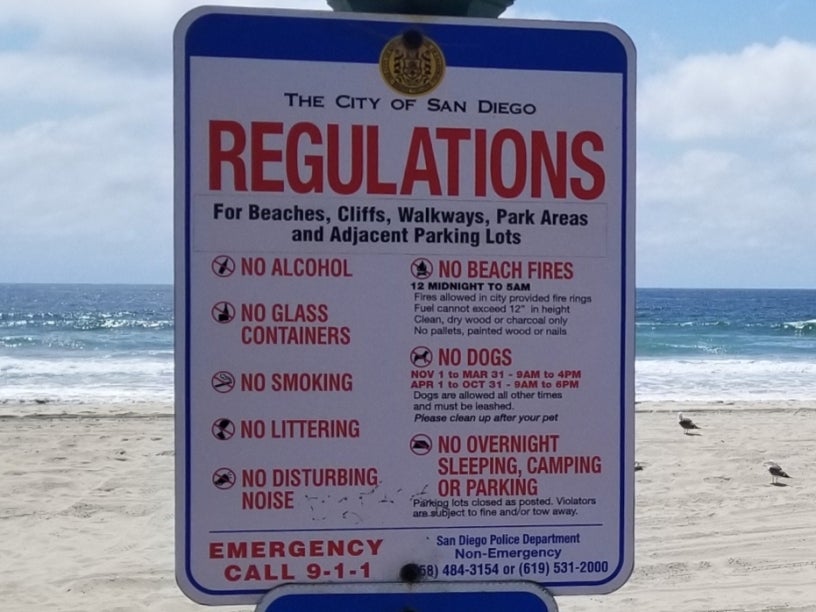 THE CITY OF SAN DIEGO
REGULATIONS
For Beaches, Cliffs, Walkways, Park Areas
and Adjacent Parking Lots
NO ALCOHOL
NO GLASS
CONTAINERS
NO SMOKING
NO LITTERING
NO DISTURBING
NOISE
NO BEACH FIRES
12 MIDNIGHT TO 5AM
Fires allowed in city provided fire rings
Fuel cannot exceed 12" in height
Clean, dry wood or charcoal only
No pallets, painted wood or nails
NO DOGS
NOV 1 to MAR 31 - 9AM to 4PM
APR 1 to OCT 31 - 9AM to 6PM
Dogs are allowed all other times
and must be leashed.
Please clean up after your pet
NO OVERNIGHT
SLEEPING, CAMPING
OR PARKING
Parking lots closed as posted. Violators
are subject to fine and/or tow away.
EMERGENCY
CALL 9-1-1
San Diego Police Department
Non-Emergency
58) 484-3154 or (619) 531-2000